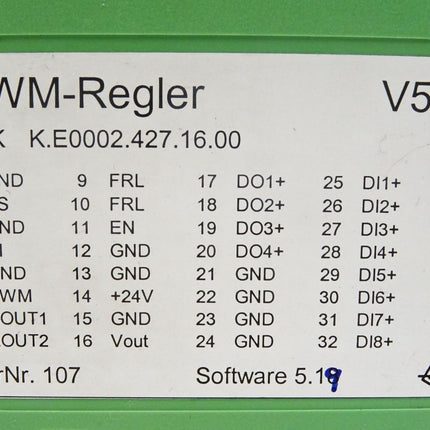 WM-Regler V5
K K.E0002.427.16.00
ND 9 FRL 17 DO1+ 25 DI1+
S 10 FRL 18 DO2+ 26 DI2+
ND 11 EN 19 DO3+ 27 DI3+
12 GND 20 DO4+ 28 DI4+
ND 13 GND 21 GND 29 DI5+
WM 14 +24V 22 GND 30 DI6+
OUT1 15 GND 23 GND 31 DI7+
OUT2 16 Vout 24 GND 32 DI8+
rNr. 107 Software 5.19